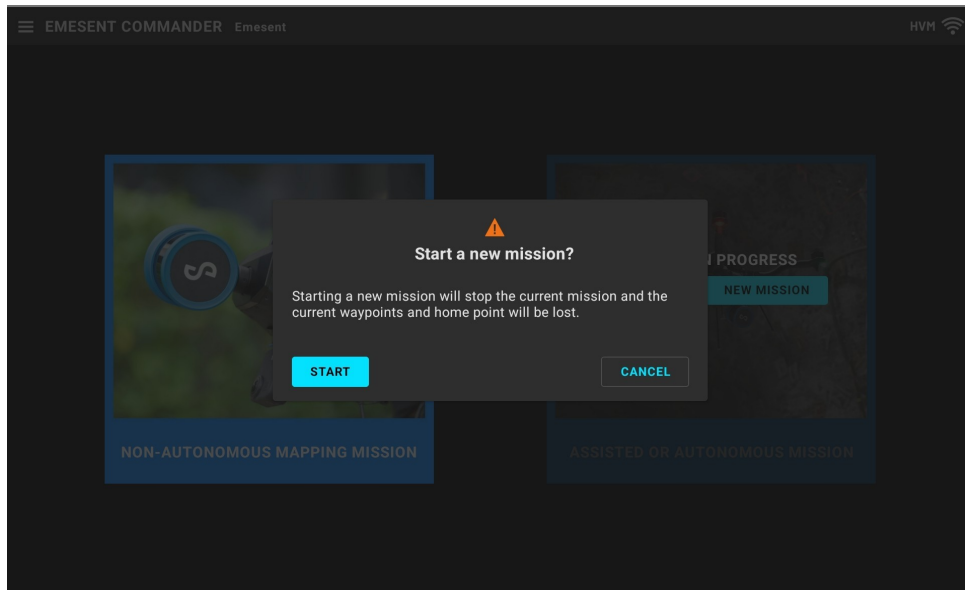 EMESENT COMMANDER Emesent
HVM
Start a new mission?
PROGRESS
NEW MISSION
Starting a new mission will stop the current mission and the
current waypoints and home point will be lost.
START
CANCEL
NON-AUTONOMOUS MAPPING MISSION
ASSISTED OR AUTONOMOUS MISSION